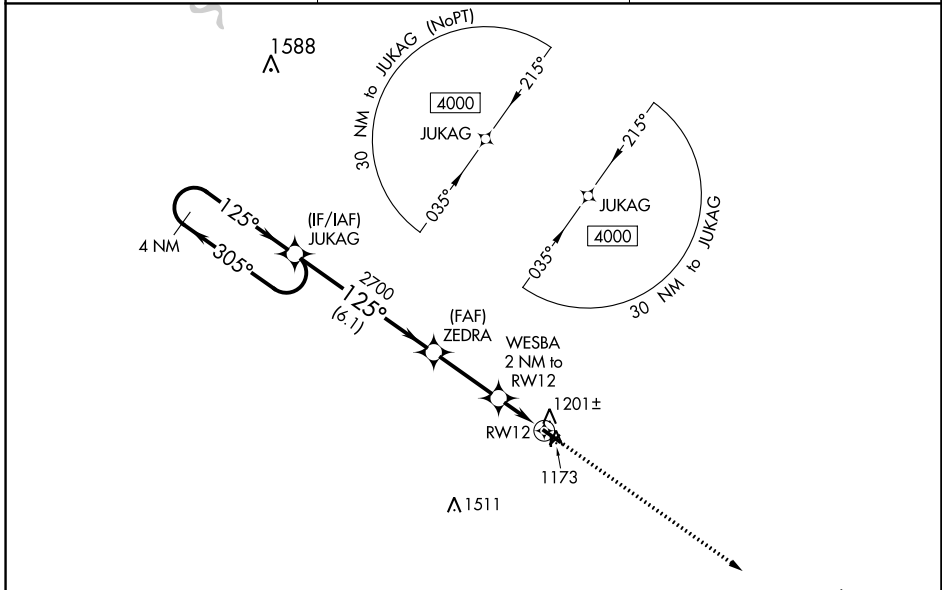 1588
30 NM to JUKAG (NoPT)
215°
4000
JUKAG
035°
215°
JUKAG
4000
035°
30 NM to JUKAG
125°
4 NM
305°
(IF/IAF)
JUKAG
2700
125°
(6.1)
(FAF)
ZEDRA
WESBA
2 NM to
RW12
1201±
RW12
1173
1511